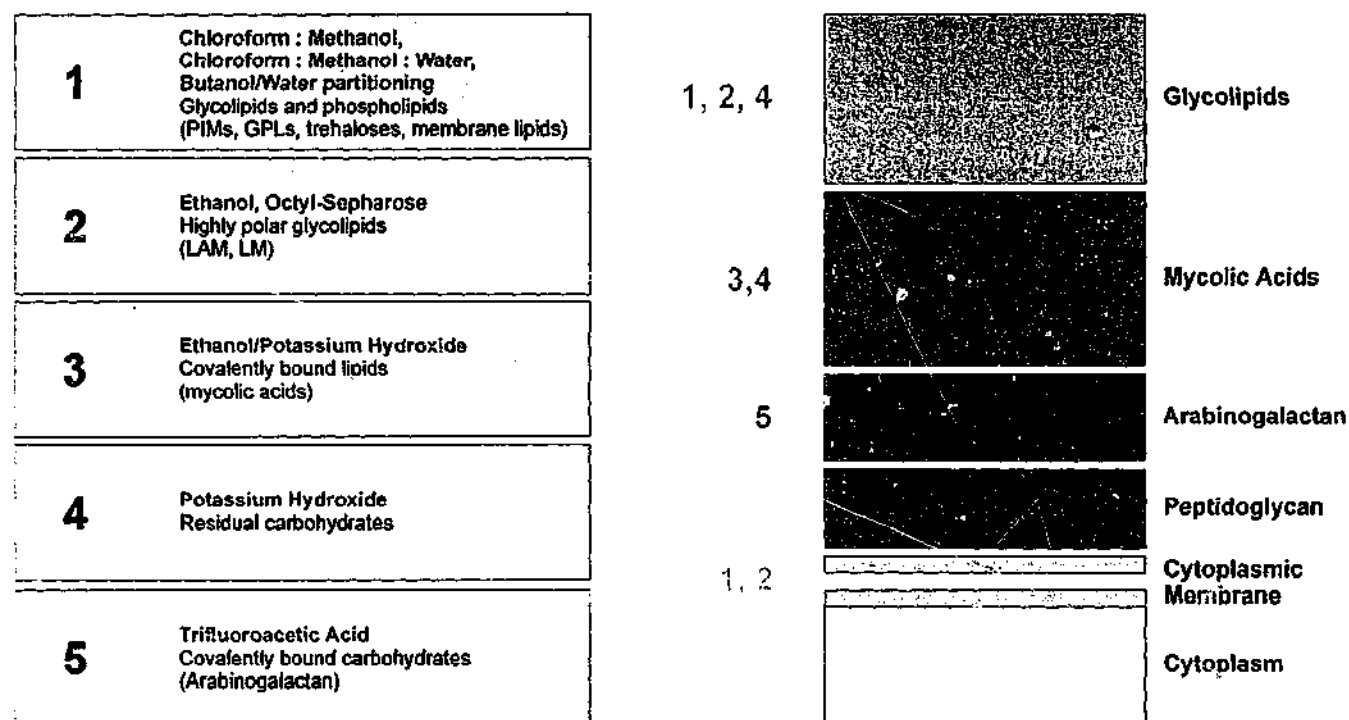 1
Chloroform : Methanol,
Chloroform : Methanol : Water,
Butanol/Water partitioning
Glycolipids and phospholipids
(PIMs, GPLs, trehaloses, membrane lipids)
2
Ethanol, Octyl-Sepharose
Highly polar glycolipids
(LAM, LM)
3
Ethanol/Potassium Hydroxide
Covalently bound lipids
(mycolic acids)
4
Potassium Hydroxide
Residual carbohydrates
5
Trifluoroacetic Acid
Covalently bound carbohydrates
(Arabinogalactan)
1, 2, 4
Glycolipids
3,4
Mycolic Acids
5
Arabinogalactan
Peptidoglycan
1, 2
Cytoplasmic
Membrane
Cytoplasm